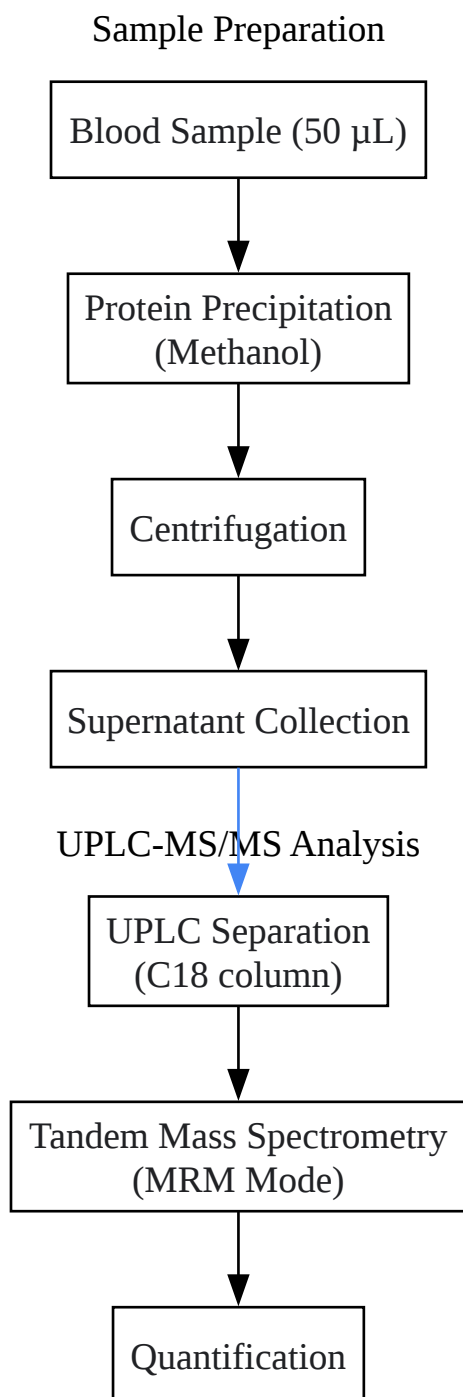 Sample Preparation
Blood Sample (50 µL)
Protein Precipitation
(Methanol)
Centrifugation
Supernatant Collection
UPLC-MS/MS Analysis
UPLC Separation
(C18 column)
Tandem Mass Spectrometry
(MRM Mode)
Quantification